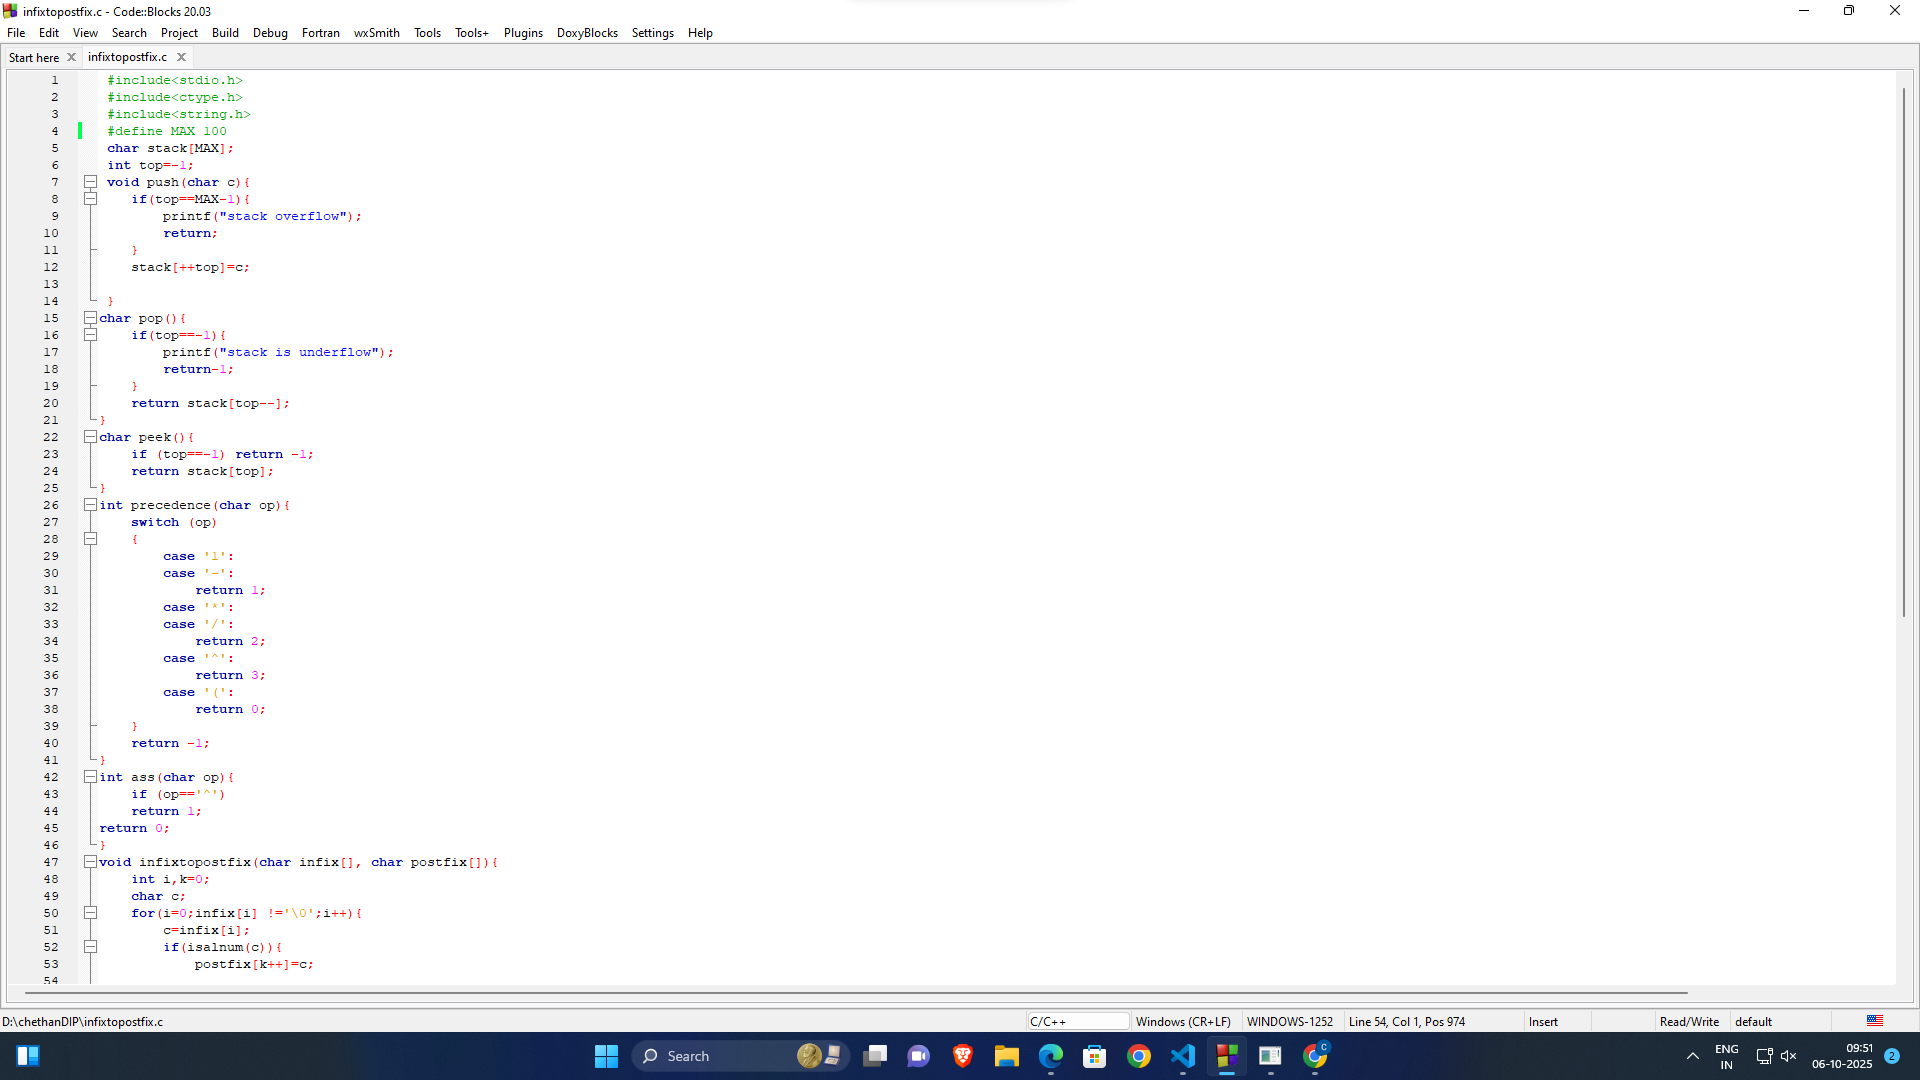 infixtopostfix.c - Code::Blocks 20.03
File Edit View Search Project Build Debug Fortran wxSmith Tools Tools+ Plugins DoxyBlocks Settings Help
Start here infixtopostfix.c
1 #include<stdio.h>
2 #include<ctype.h>
3 #include<string.h>
4 #define MAX 100
5 char stack[MAX];
6 int top=-1;
7 void push(char c){
8 if(top==MAX-1){
9 printf("stack overflow");
10 return;
11 }
12 stack[++top]=c;
13
14 }
15 char pop(){
16 if(top==-1){
17 printf("stack is underflow");
18 return-1;
19 }
20 return stack[top--];
21 }
22 char peek(){
23 if (top==-1) return -1;
24 return stack[top];
25 }
26 int precedence(char op){
27 switch (op)
28 {
29 case '1':
30 case '-':
31 return 1;
32 case '*':
33 case '/':
34 return 2;
35 case '^':
36 return 3;
37 case '(':
38 return 0;
39 }
40 return -1;
41 }
42 int ass(char op){
43 if (op=='^')
44 return 1;
45 return 0;
46 }
47 void infixtopostfix(char infix[], char postfix[]){
48 int i,k=0;
49 char c;
50 for(i=0;infix[i] !='\0';i++){
51 c=infix[i];
52 if(isalnum(c)){
53 postfix[k++]=c;
54
D:\chethanDIP\infixtopostfix.c C/C++ Windows (CR+LF) WINDOWS-1252 Line 54, Col 1, Pos 974 Insert Read/Write default
Search C ENG IN 09:51 06-10-2025 2